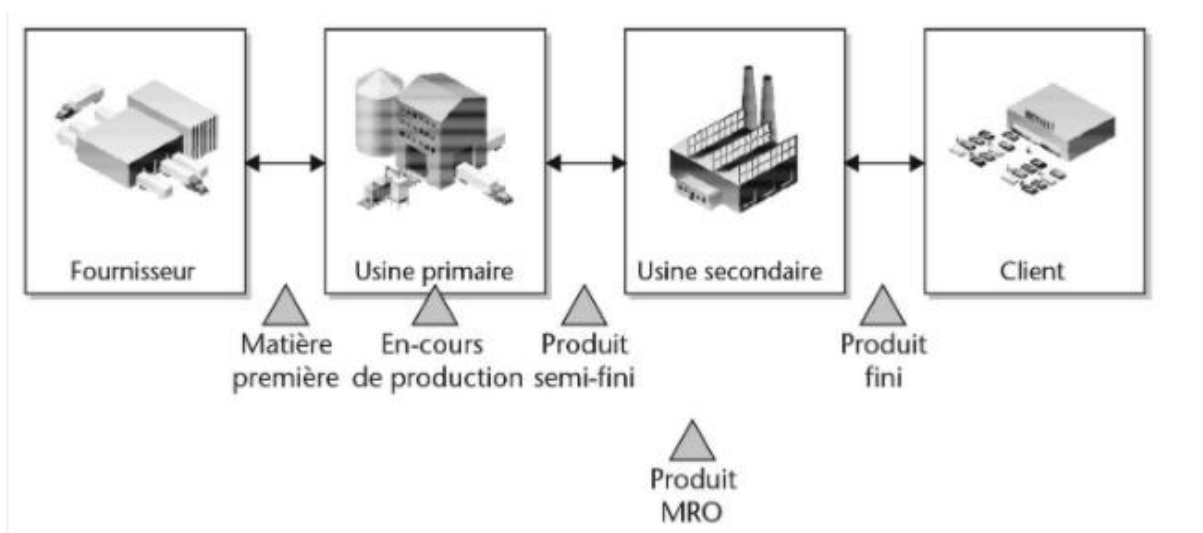 Fournisseur
Usine primaire
Usine secondaire
Client
Matière
première
En-cours
de production
Produit
semi-fini
Produit
fini
Produit
MRO